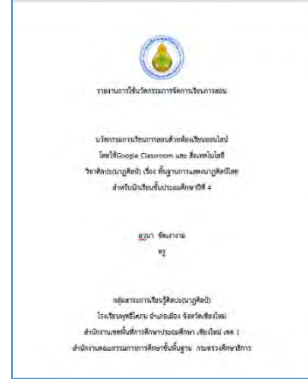 รายงานการใช้นวัตกรรมการจัดการเรียนการสอน
นวัตกรรมการเรียนการสอนด้วยห้องเรียนออนไลน์
โดยใช้Google Classroom และ สื่อเทคโนโลยี
วิชาศิลปะ(นาฏศิลป์) เรื่อง พื้นฐานการแสดงนาฏศิลป์ไทย
สำหรับนักเรียนชั้นประถมศึกษาปีที่ 4
ครู
กลุ่มสาระการเรียนรู้ศิลปะ(นาฏศิลป์)
โรงเรียนพุทธิโศภน อำเภอเมือง จังหวัดเชียงใหม่
สำนักงานเขตพื้นที่การศึกษาประถมศึกษา เชียงใหม่ เขต 1
สำนักงานคณะกรรมการการศึกษาขั้นพื้นฐาน กระทรวงศึกษาธิการ